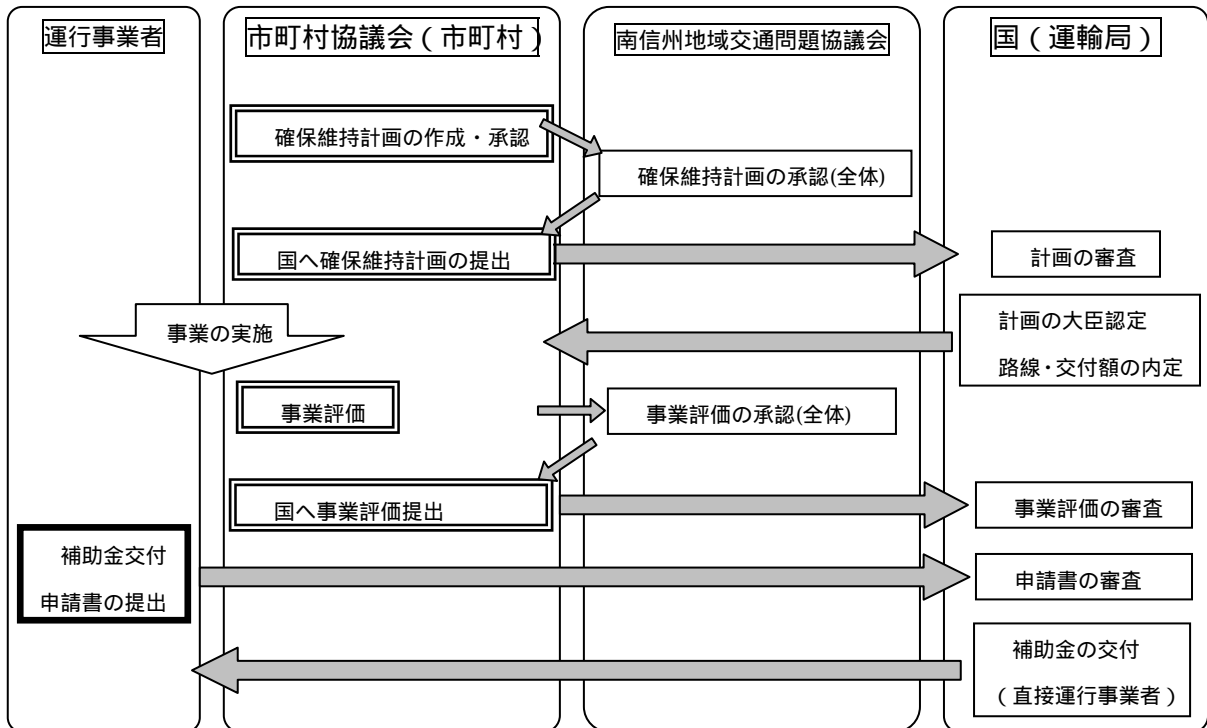 運行事業者
市町村協議会（市町村）
南信州地域交通問題協議会
国（運輸局）
確保維持計画の作成・承認
確保維持計画の承認(全体)
国へ確保維持計画の提出
計画の審査
事業の実施
計画の大臣認定
路線・交付額の内定
事業評価
事業評価の承認(全体)
国へ事業評価提出
事業評価の審査
補助金交付
申請書の提出
申請書の審査
補助金の交付
（直接運行事業者）